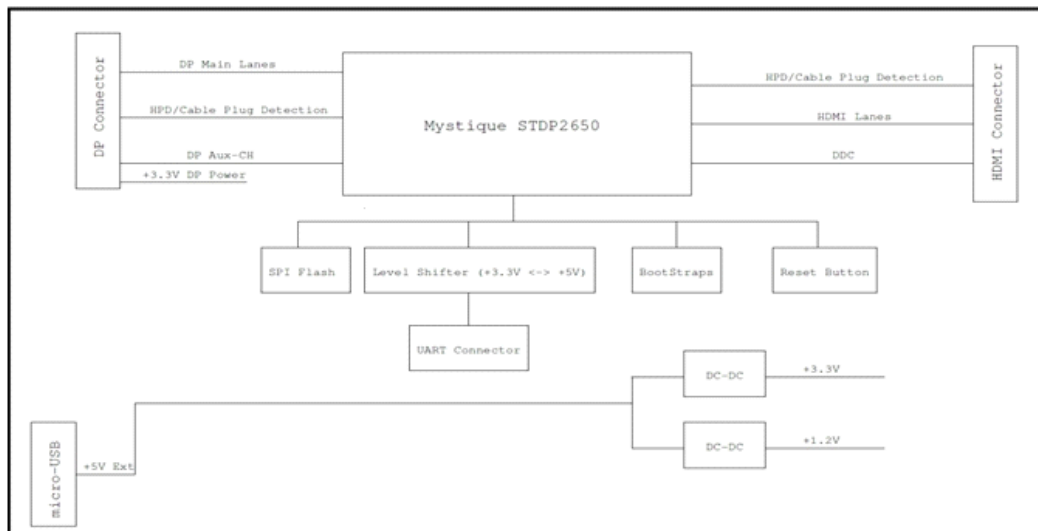 DP Connector
DP Main Lanes
HPD/Cable Plug Detection
DP Aux-CH
+3.3V DP Power
Mystique STDP2650
HPD/Cable Plug Detection
HDMI Lanes
DDC
HDMI Connector
SPI Flash
Level Shifter (+3.3V <-> +5V)
BootStraps
Reset Button
UART Connector
DC-DC
+3.3V
DC-DC
+1.2V
micro-USB
+5V Ext